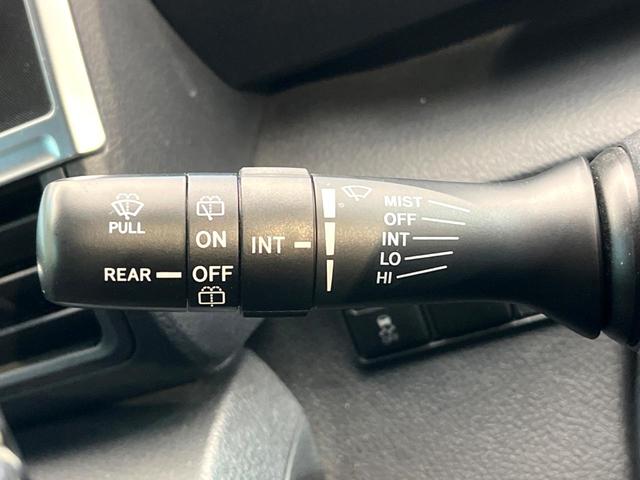 PULL
REAR
ON
OFF
INT
MIST
OFF
INT
LO
HI